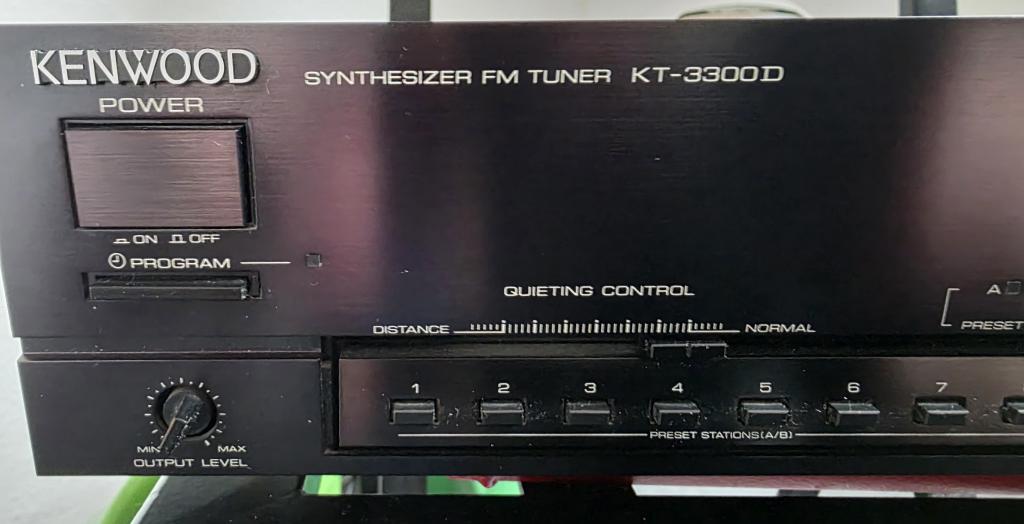 KENWOOD SYNTHESIZER FM TUNER KT-3300D
POWER
ON OFF
PROGRAM
QUIETING CONTROL
A
DISTANCE NORMAL
PRESET
1 2 3 4 5 6 7
PRESET STATIONS(A/B)
MIN MAX
OUTPUT LEVEL